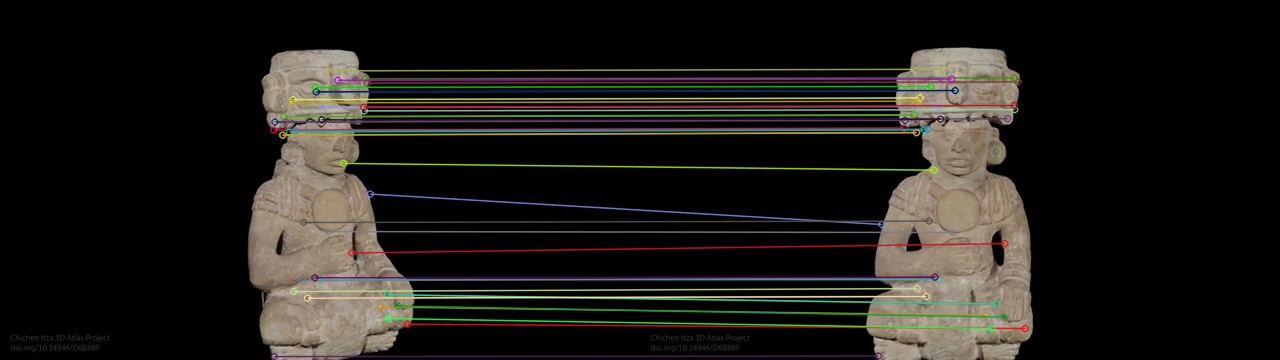 Chichen Itza 3D Atlas Project
doi.org/10.34946/D6B88P
Chichen Itza 3D Atlas Project
doi.org/10.34946/D6B88P